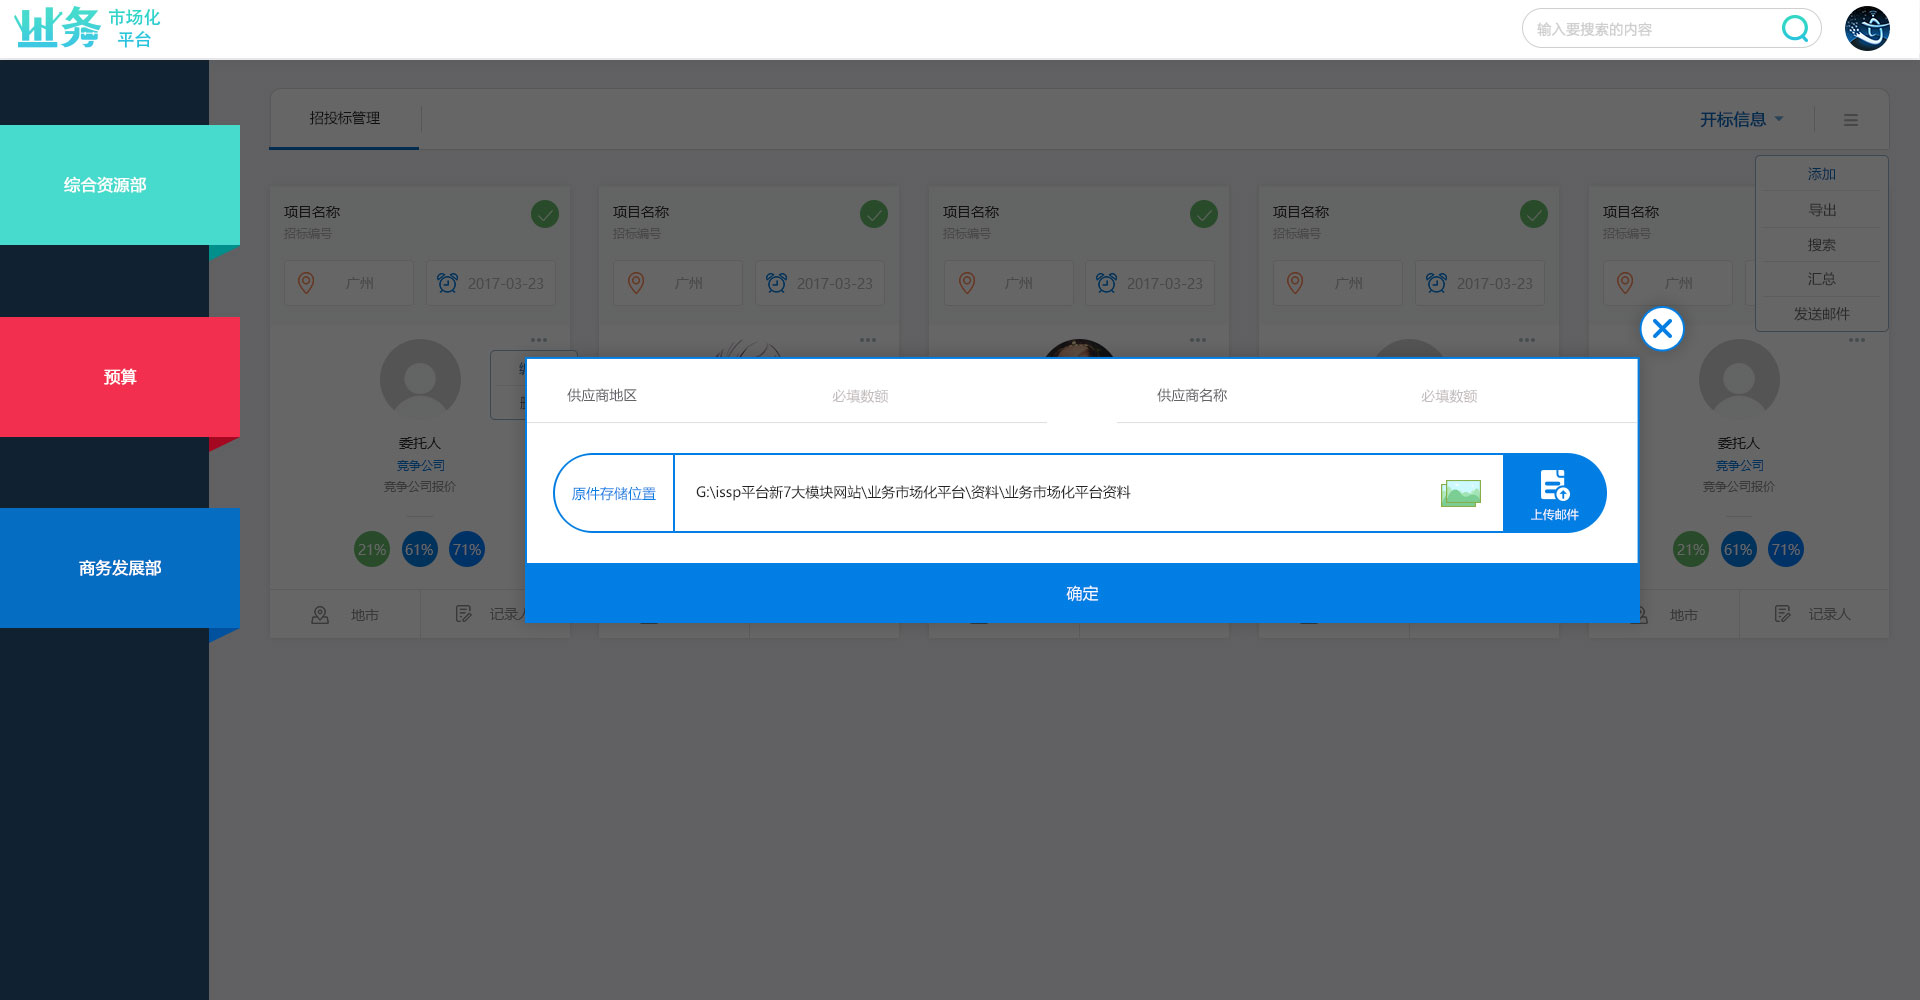 业务 市场化
平台
输入要搜索的内容
招投标管理
开标信息
综合资源部
预算
商务发展部
添加
导出
搜索
汇总
发送邮件
项目名称
招标编号
广州
2017-03-23
项目名称
招标编号
广州
2017-03-23
项目名称
招标编号
广州
2017-03-23
项目名称
招标编号
广州
2017-03-23
项目名称
招标编号
广州
供应商地区
必填数额
供应商名称
必填数额
原件存储位置
G:\issp平台新7大模块网站\业务市场化平台\资料\业务市场化平台资料
上传邮件
确定
委托人
竞争公司
竞争公司报价
21%
61%
71%
地市
记录人
委托人
竞争公司
竞争公司报价
21%
61%
71%
地市
记录人